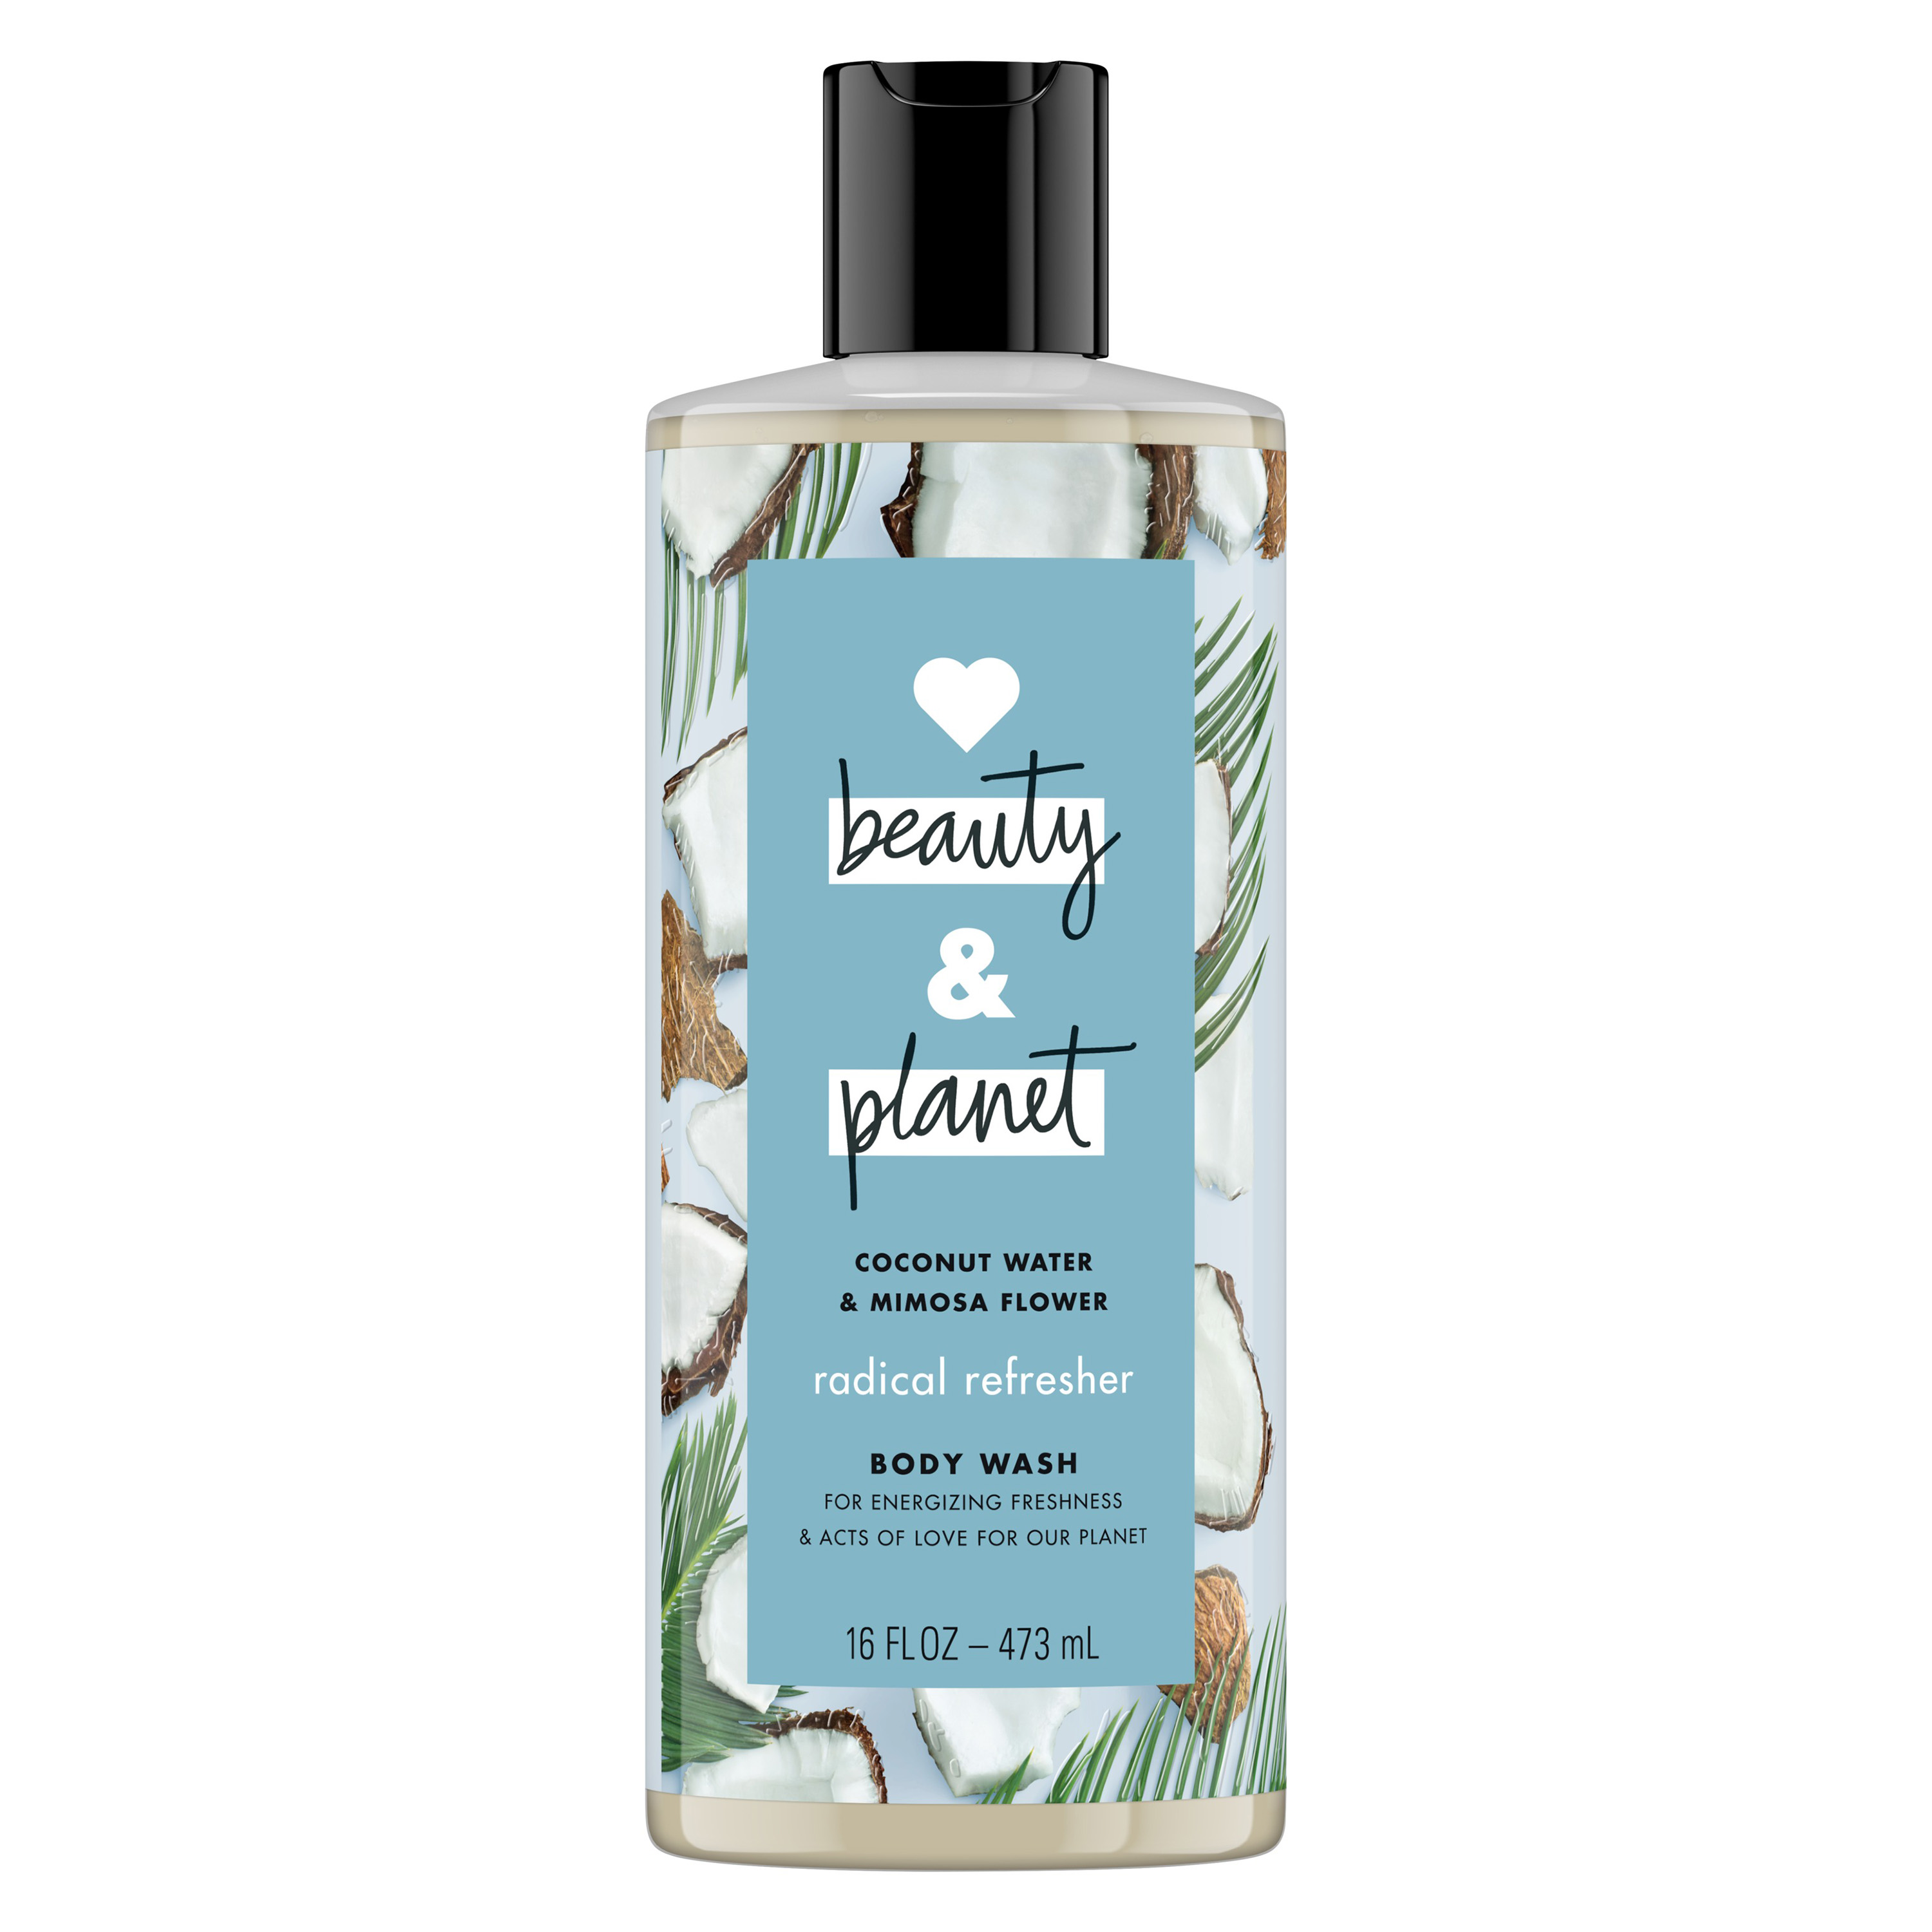 beauty
&
planet
COCONUT WATER
& MIMOSA FLOWER
radical refresher
BODY WASH
FOR ENERGIZING FRESHNESS
& ACTS OF LOVE FOR OUR PLANET
16 FL OZ – 473 mL